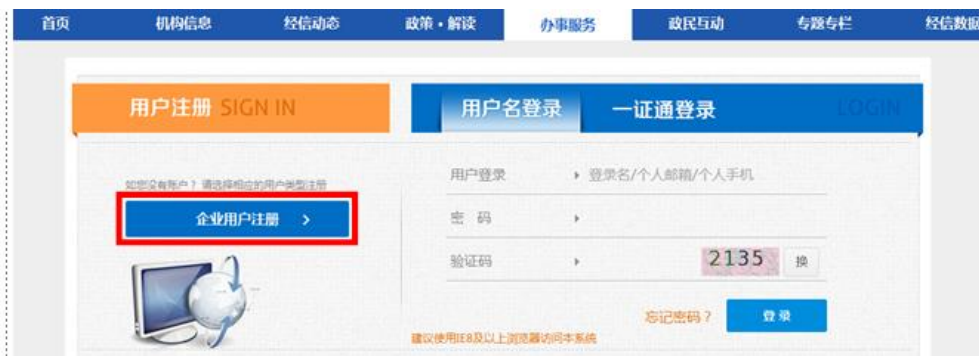 首页 机构信息 经信动态 政策·解读 办事服务 政民互动 专题专栏 经信数据
用户注册 SIGN IN
用户名登录 一证通登录 LOGIN
如您没有账户？请选择相应的用户类型注册
企业用户注册 >
用户登录 登录名/个人邮箱/个人手机
密 码
验证码 2135 换
忘记密码？ 登录
建议使用IE8及以上浏览器访问本系统